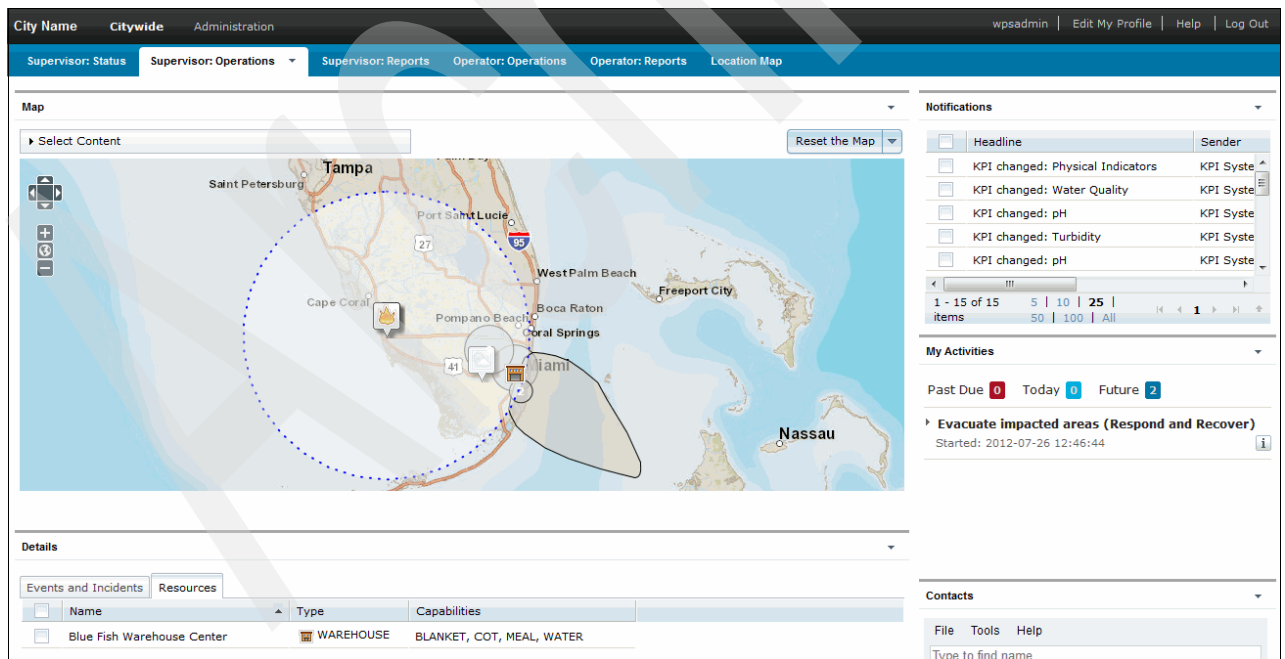 City Name Citywide Administration wpsadmin | Edit My Profile | Help | Log Out
Supervisor: Status Supervisor: Operations Supervisor: Reports Operator: Operations Operator: Reports Location Map
Map
Select Content Reset the Map
Tampa
Saint Petersburg
Port Saint Lucie
27
95
West Palm Beach
Freeport City
Cape Coral
Boca Raton
Pompano Beach
Coral Springs
41
Miami
Nassau
Notifications
Headline Sender
KPI changed: Physical Indicators KPI Syste
KPI changed: Water Quality KPI Syste
KPI changed: pH KPI Syste
KPI changed: Turbidity KPI Syste
KPI changed: pH KPI Syste
1 - 15 of 15 5 | 10 | 25 |
items 50 | 100 | All 1
My Activities
Past Due 0 Today 0 Future 2
Evacuate impacted areas (Respond and Recover)
Started: 2012-07-26 12:46:44
Details
Events and Incidents Resources
Name Type Capabilities
Blue Fish Warehouse Center WAREHOUSE BLANKET, COT, MEAL, WATER
Contacts
File Tools Help
Type to find name